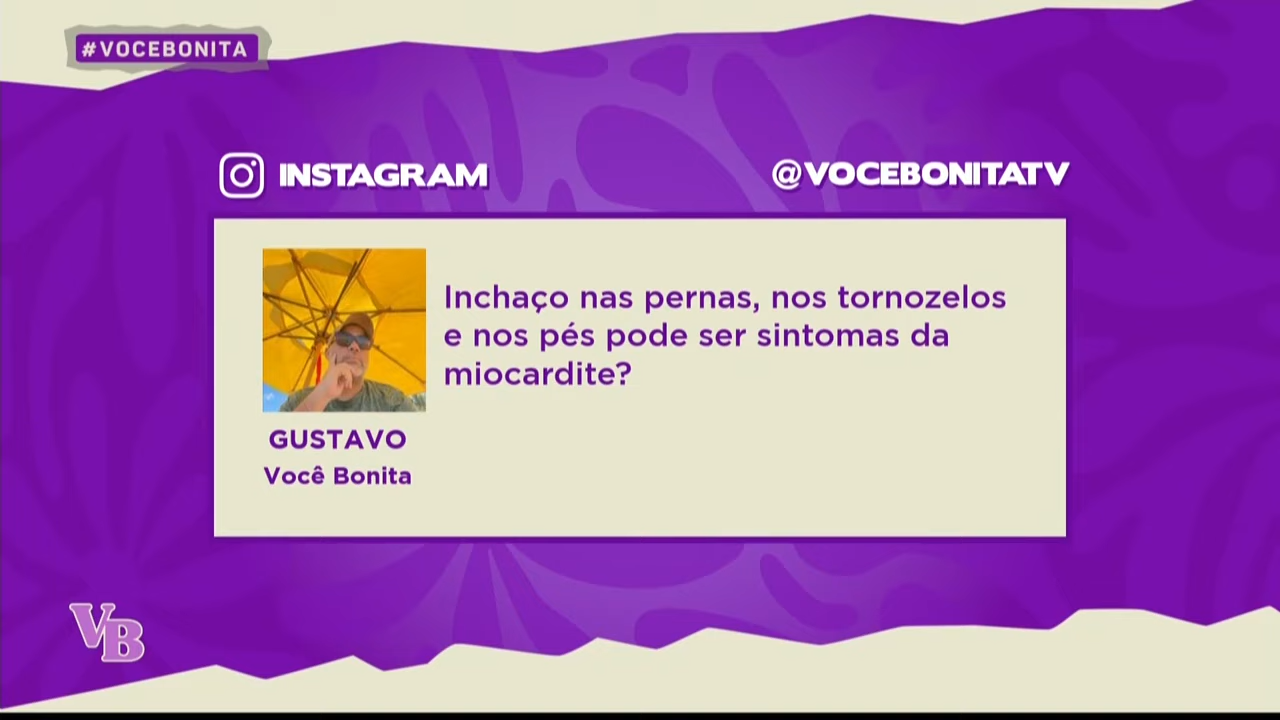 #VOCEBONITA
INSTAGRAM
@VOCEBONITATV
Inchaço nas pernas, nos tornozelos
e nos pés pode ser sintomas da
miocardite?
GUSTAVO
Você Bonita
VB